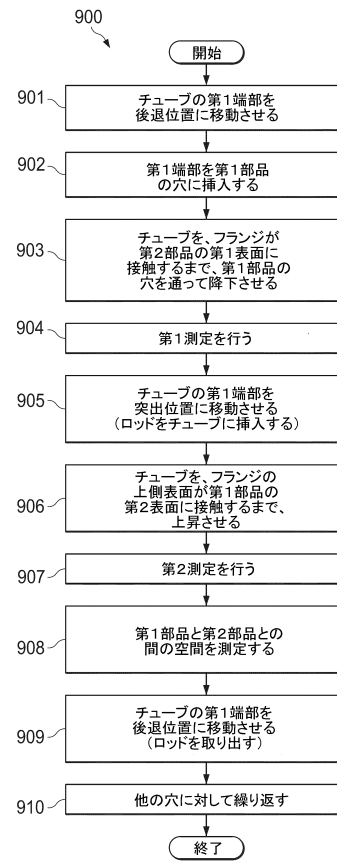 900
開始
901
チューブの第1端部を
後退位置に移動させる
902
第1端部を第1部品
の穴に挿入する
903
チューブを、フランジが
第2部品の第1表面に
接触するまで、第1部品の
穴を通って降下させる
904
第1測定を行う
905
チューブの第1端部を
突出位置に移動させる
(ロッドをチューブに挿入する)
906
チューブを、フランジの
上側表面が第1部品の
第2表面に接触するまで、
上昇させる
907
第2測定を行う
908
第1部品と第2部品との
間の空間を測定する
909
チューブの第1端部を
後退位置に移動させる
(ロッドを取り出す)
910
他の穴に対して繰り返す
終了